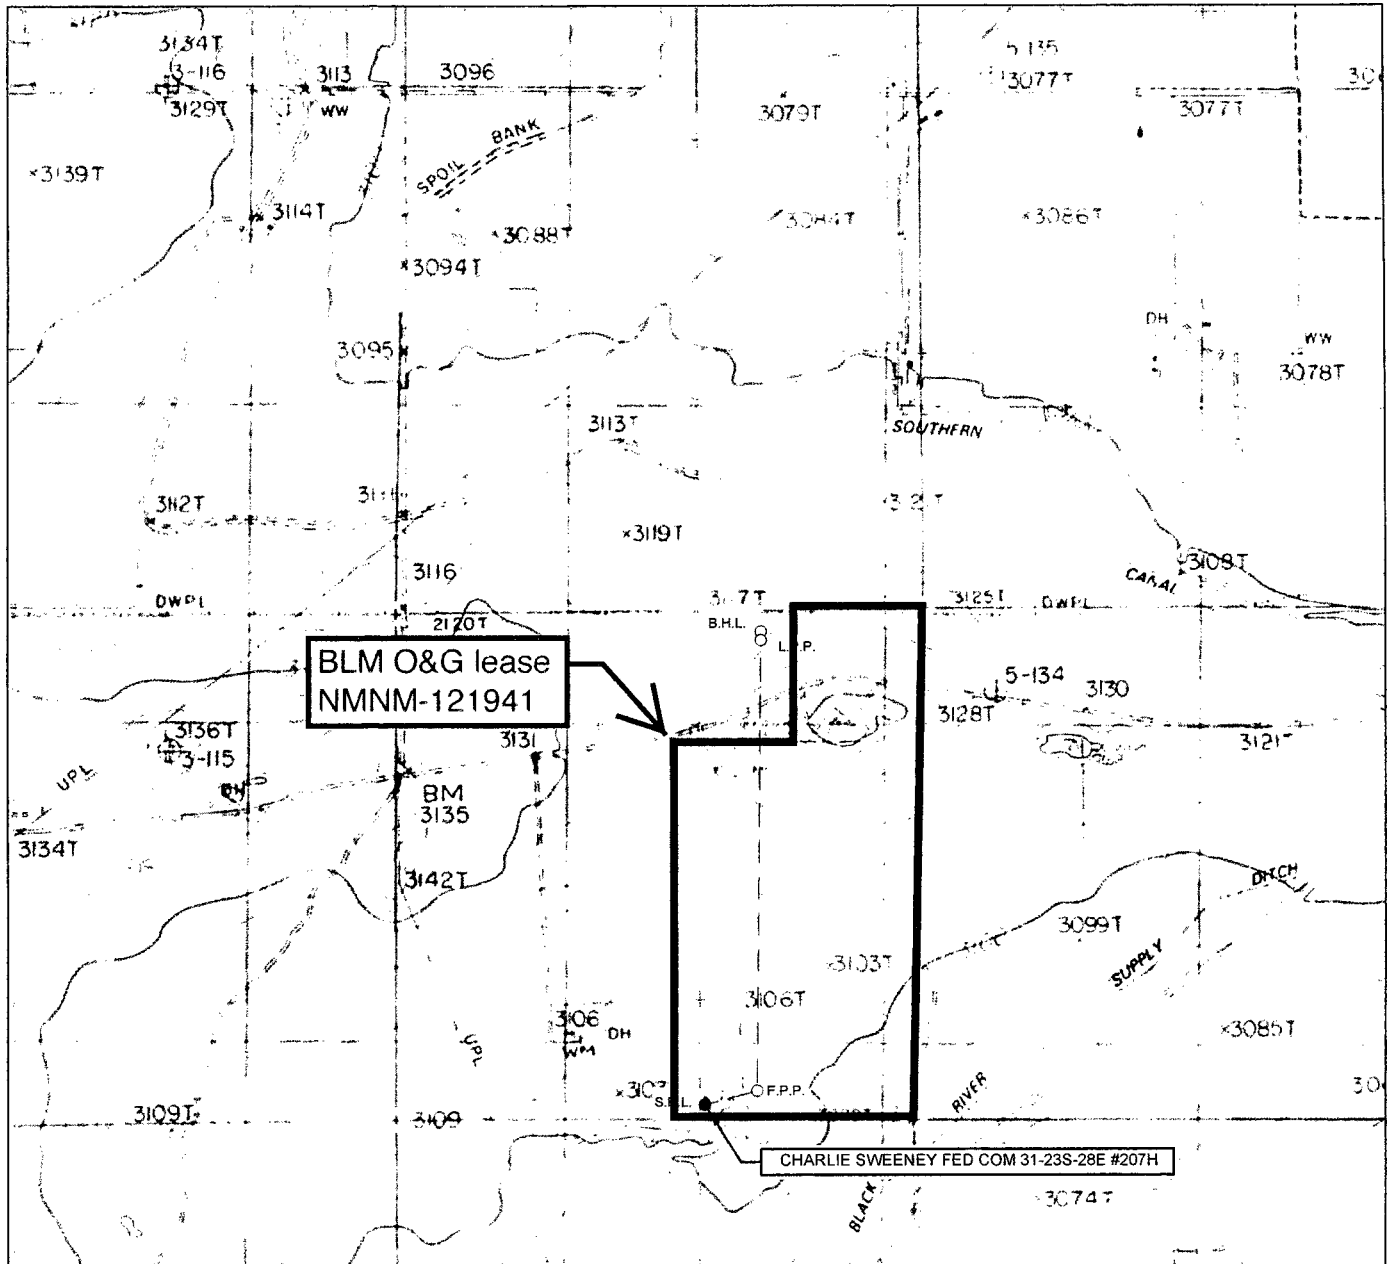 3134T
3-116
3129T
3113
WW
3096
5-135
3077T
3079T
3077T
SPOIL BANK
×3139T
3114T
×3088T
×3094T
3084T
×3086T
3095
DH
WW
3078T
3113T
SOUTHERN
3112T
×3119T
3116
CANAL
3108T
DWPL
2120T
B.H.L.
L.P.P.
3125T
DWPL
BLM O&G lease
NMNM-121941
5-134
3130
3128T
3121T
3136T
3-115
3131
UPL
BM
3135
3134T
3142T
DITCH
3099T
SUPPLY
×3103T
3106T
×3085T
3106
DH
WM
UPL
F.P.P.
S.H.L.
RIVER
3109T
3109
CHARLIE SWEENEY FED COM 31-23S-28E #207H
BLACK
×3074T